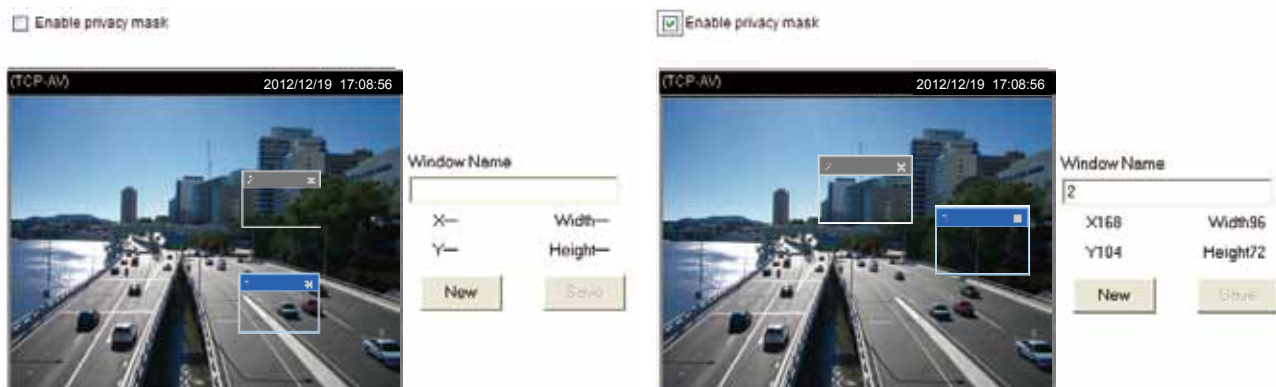 Enable privacy mask
(TCP-AV) 2012/12/19 17:08:56
Window Name
X— Width—
Y— Height—
New Save
Enable privacy mask
(TCP-AV) 2012/12/19 17:08:56
2
Window Name
2
X168 Width96
Y104 Height72
New Save